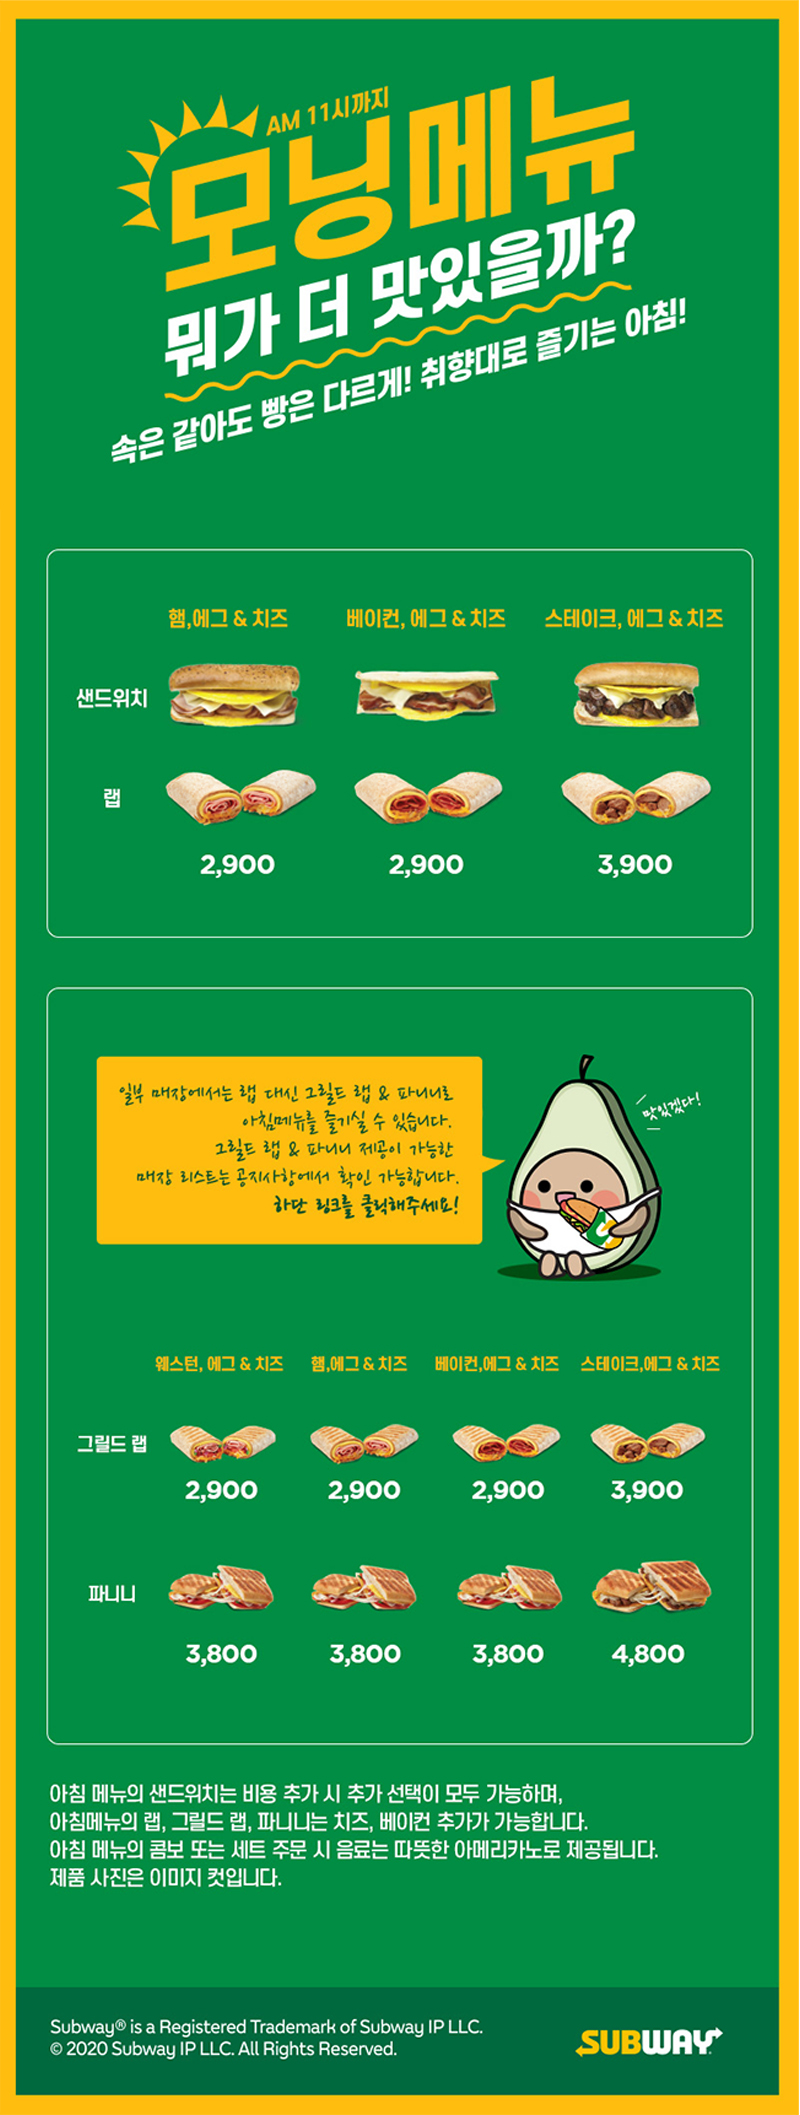 AM 11시까지
모닝메뉴
뭐가 더 맛있을까?
속은 같아도 빵은 다르게! 취향대로 즐기는 아침!
햄,에그 & 치즈 베이컨, 에그 & 치즈 스테이크, 에그 & 치즈
샌드위치
랩
2,900 2,900 3,900
일부 매장에서는 랩 대신 그릴드 랩 & 파니니로
아침메뉴를 즐기실 수 있습니다.
그릴드 랩 & 파니니 제공이 가능한
매장 리스트는 공지사항에서 확인 가능합니다.
하단 링크를 클릭해주세요!
맛있겠다!
웨스턴, 에그 & 치즈 햄,에그 & 치즈 베이컨,에그 & 치즈 스테이크,에그 & 치즈
그릴드 랩
2,900 2,900 2,900 3,900
파니니
3,800 3,800 3,800 4,800
아침 메뉴의 샌드위치는 비용 추가 시 추가 선택이 모두 가능하며,
아침메뉴의 랩, 그릴드 랩, 파니니는 치즈, 베이컨 추가가 가능합니다.
아침 메뉴의 콤보 또는 세트 주문 시 음료는 따뜻한 아메리카노로 제공됩니다.
제품 사진은 이미지 컷입니다.
Subway® is a Registered Trademark of Subway IP LLC.
© 2020 Subway IP LLC. All Rights Reserved.
SUBWAY